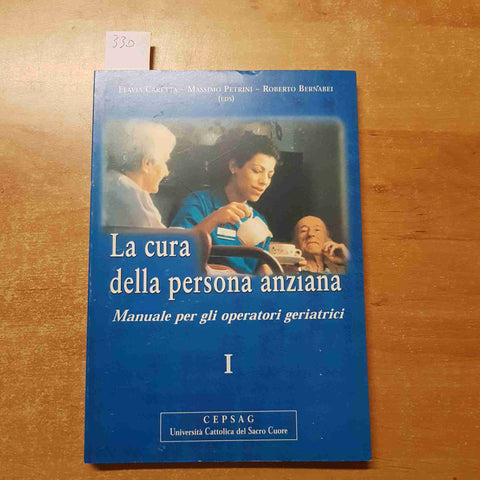 330
Flavia Caretta – Massimo Petrini – Roberto Bernabei
(eds)
La cura
della persona anziana
Manuale per gli operatori geriatrici
I
CEPSAG
Università Cattolica del Sacro Cuore